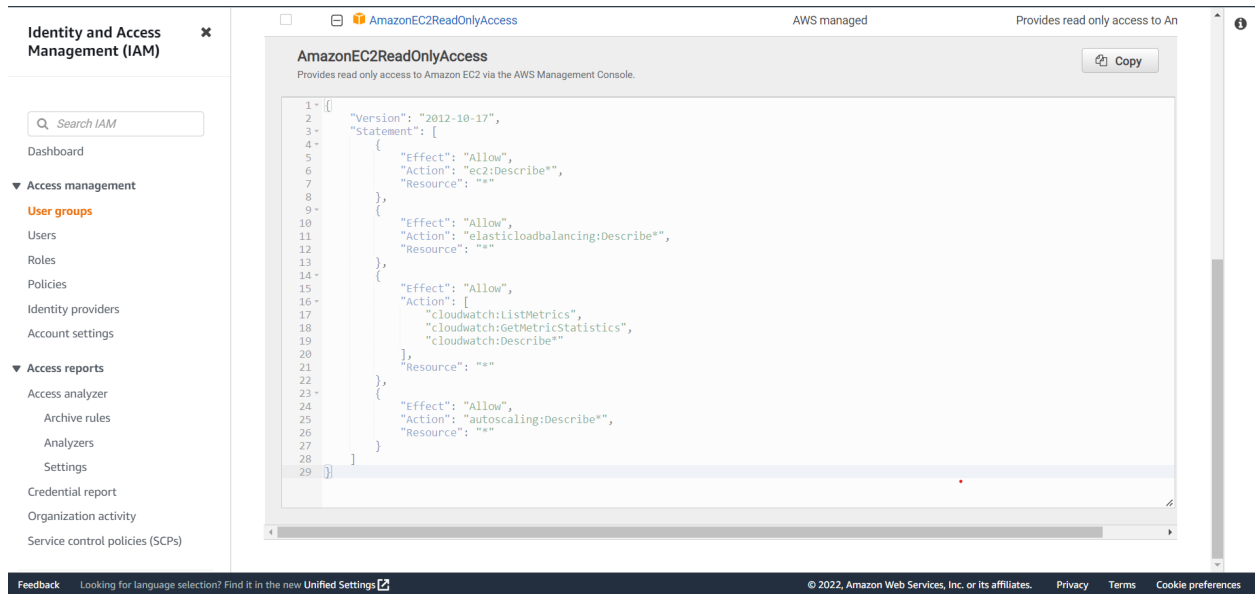 Identity and Access
Management (IAM)
Search IAM
Dashboard
Access management
User groups
Users
Roles
Policies
Identity providers
Account settings
Access reports
Access analyzer
Archive rules
Analyzers
Settings
Credential report
Organization activity
Service control policies (SCPs)
AmazonEC2ReadOnlyAccess AWS managed Provides read only access to An
AmazonEC2ReadOnlyAccess
Provides read only access to Amazon EC2 via the AWS Management Console.
Copy
1 {
2 "Version": "2012-10-17",
3 "Statement": [
4 {
5 "Effect": "Allow",
6 "Action": "ec2:Describe*",
7 "Resource": "*"
8 },
9 {
10 "Effect": "Allow",
11 "Action": "elasticloadbalancing:Describe*",
12 "Resource": "*"
13 },
14 {
15 "Effect": "Allow",
16 "Action": [
17 "cloudwatch:ListMetrics",
18 "cloudwatch:GetMetricStatistics",
19 "cloudwatch:Describe*"
20 ],
21 "Resource": "*"
22 },
23 {
24 "Effect": "Allow",
25 "Action": "autoscaling:Describe*",
26 "Resource": "*"
27 }
28 ]
29 }
Feedback Looking for language selection? Find it in the new Unified Settings © 2022, Amazon Web Services, Inc. or its affiliates. Privacy Terms Cookie preferences